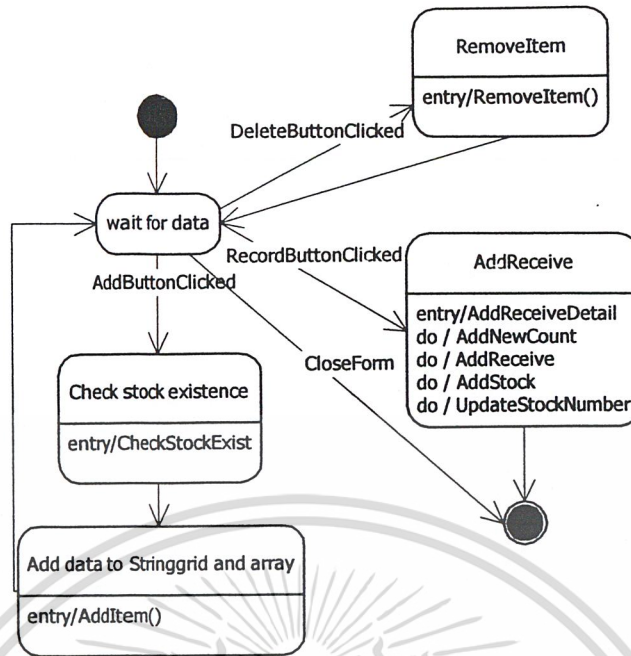 RemoveItem
entry/RemoveItem()
DeleteButtonClicked
wait for data
RecordButtonClicked
AddButtonClicked
AddReceive
entry/AddReceiveDetail
do / AddNewCount
do / AddReceive
do / AddStock
do / UpdateStockNumber
CloseForm
Check stock existence
entry/CheckStockExist
Add data to Stringgrid and array
entry/AddItem()